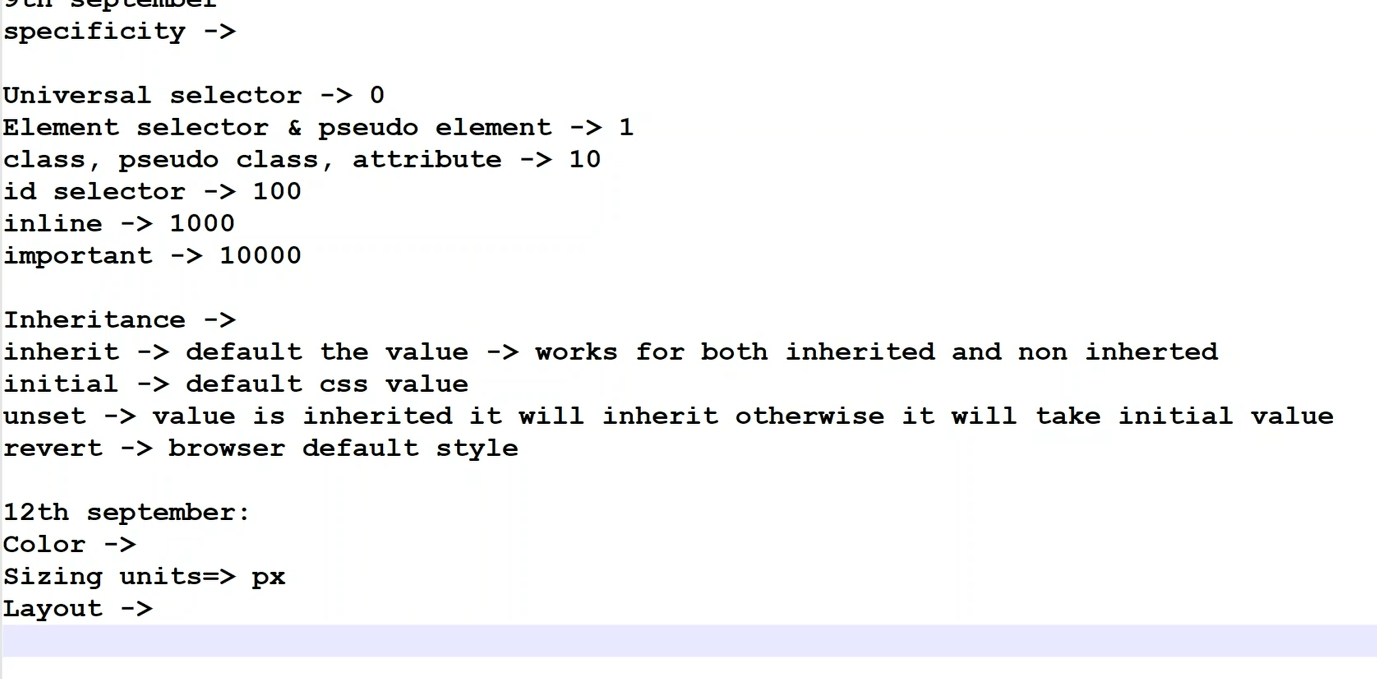 9th september
specificity ->
Universal selector -> 0
Element selector & pseudo element -> 1
class, pseudo class, attribute -> 10
id selector -> 100
inline -> 1000
important -> 10000
Inheritance ->
inherit -> default the value -> works for both inherited and non inherted
initial -> default css value
unset -> value is inherited it will inherit otherwise it will take initial value
revert -> browser default style
12th september:
Color ->
Sizing units=> px
Layout ->